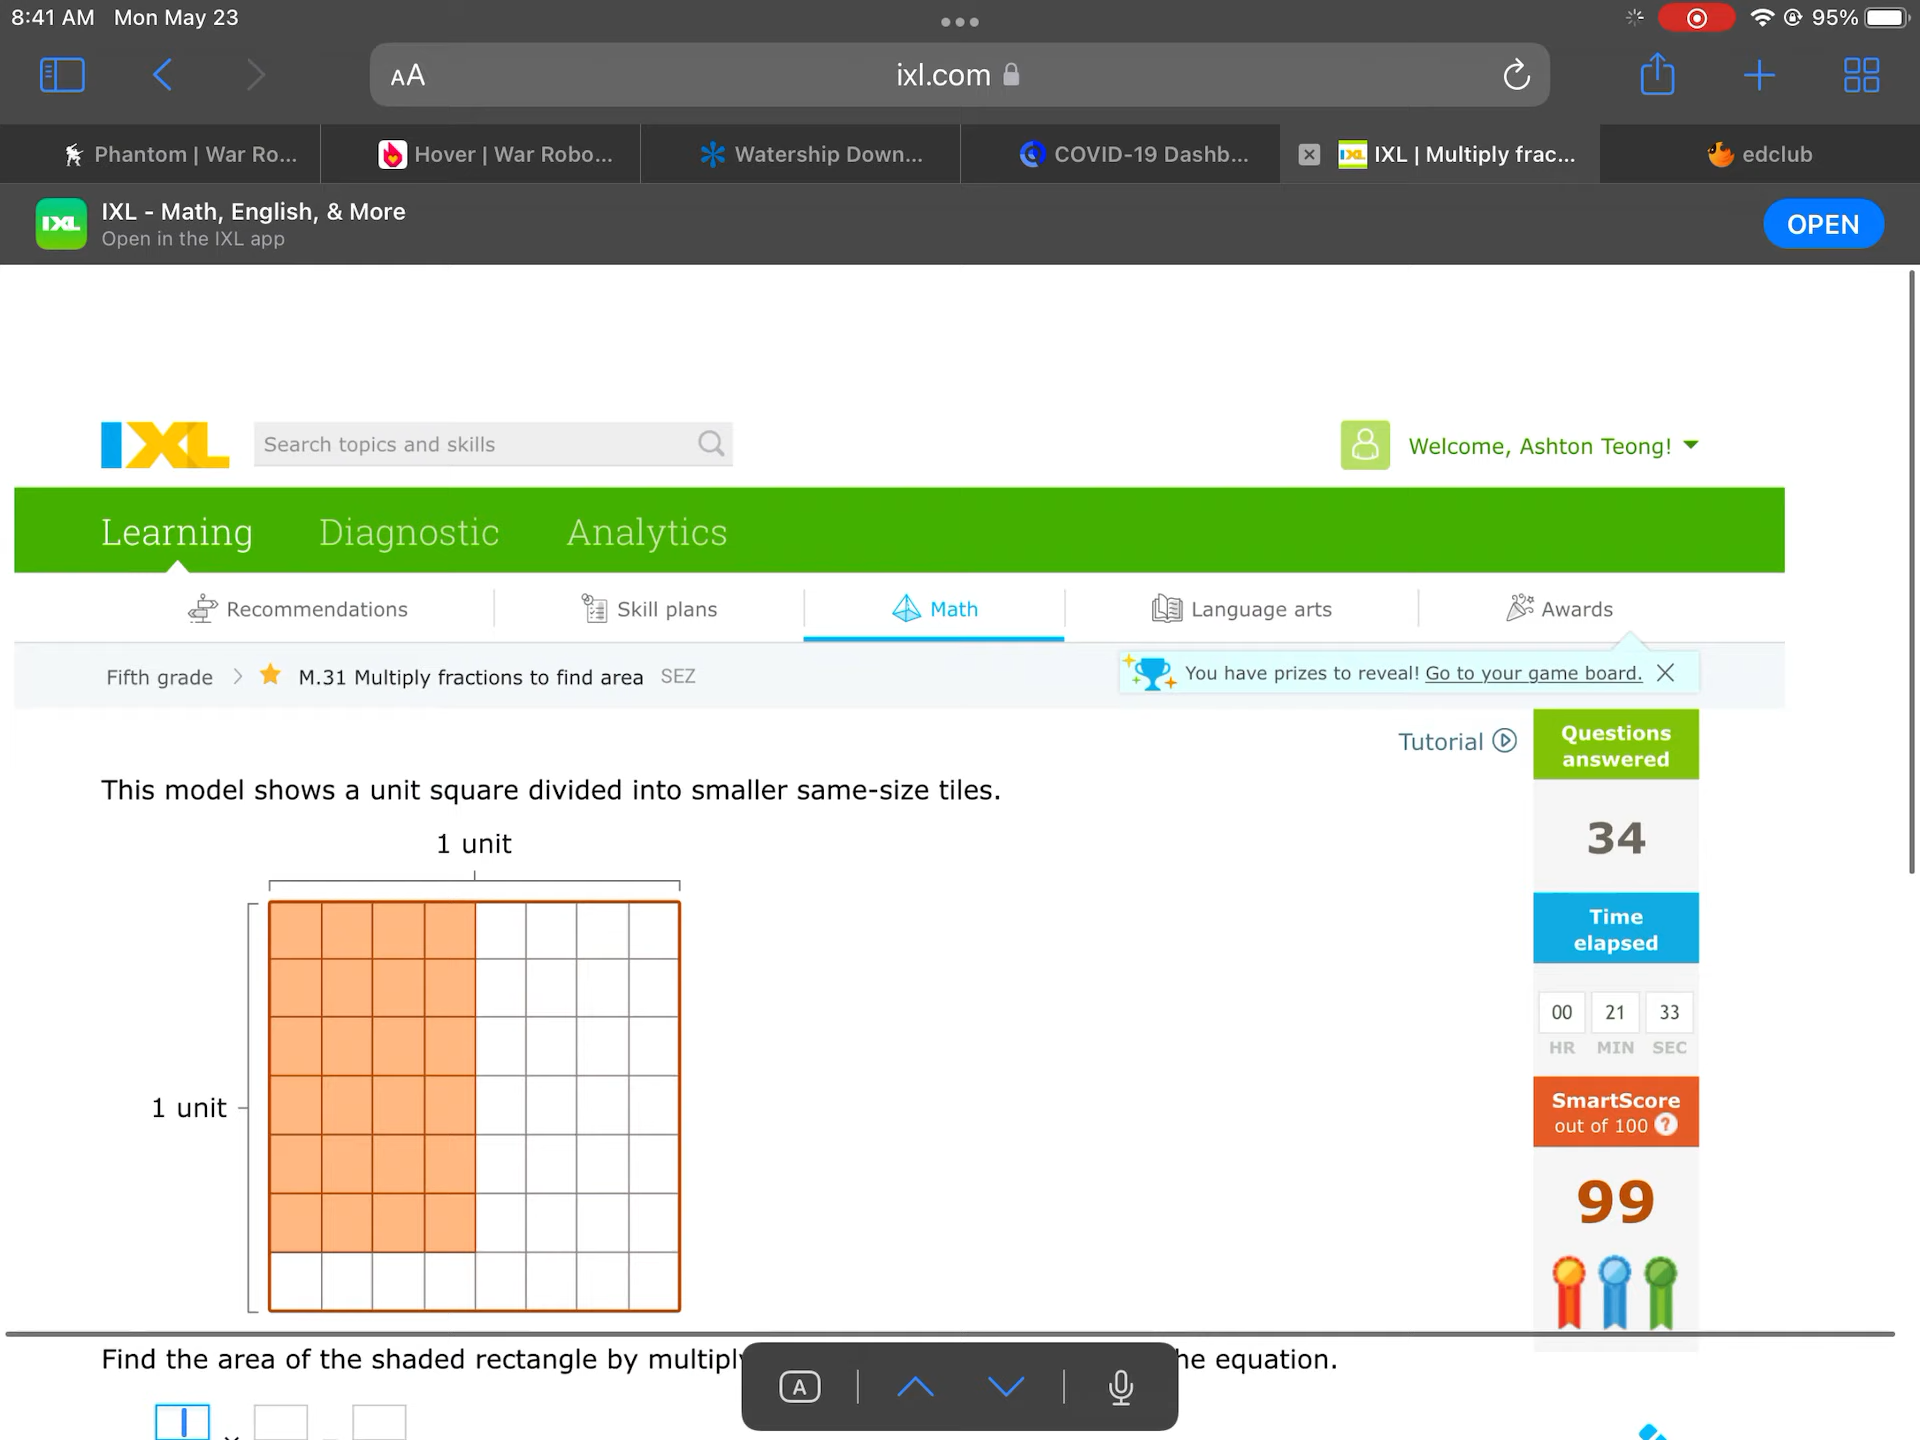 8:41 AM Mon May 23
95%
AA
ixl.com
Phantom | War Ro...
Hover | War Robo...
Watership Down...
COVID-19 Dashb...
IXL | Multiply frac...
edclub
IXL
IXL - Math, English, & More
Open in the IXL app
OPEN
IXL
Search topics and skills
Welcome, Ashton Teong!
Learning
Diagnostic
Analytics
Recommendations
Skill plans
Math
Language arts
Awards
Fifth grade > M.31 Multiply fractions to find area SEZ
You have prizes to reveal! Go to your game board.
Tutorial
Questions
answered
34
Time
elapsed
00 21 33
HR MIN SEC
SmartScore
out of 100 ?
99
This model shows a unit square divided into smaller same-size tiles.
1 unit
1 unit
Find the area of the shaded rectangle by multiply he equation.
A